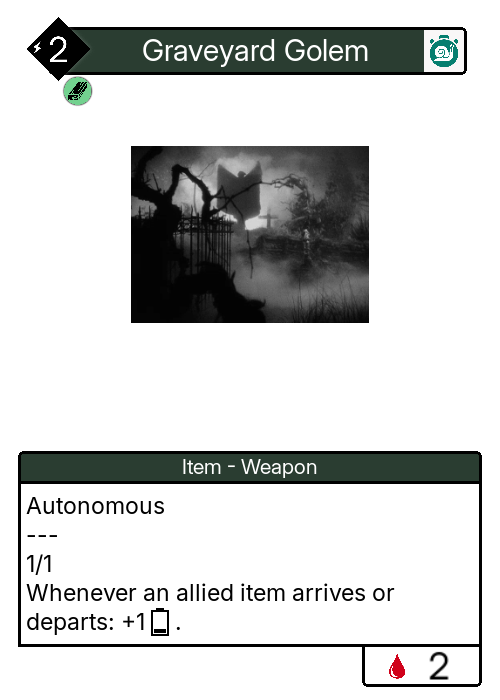 2
Graveyard Golem
Item - Weapon
Autonomous
---
1/1
Whenever an allied item arrives or
departs: +1 .
2